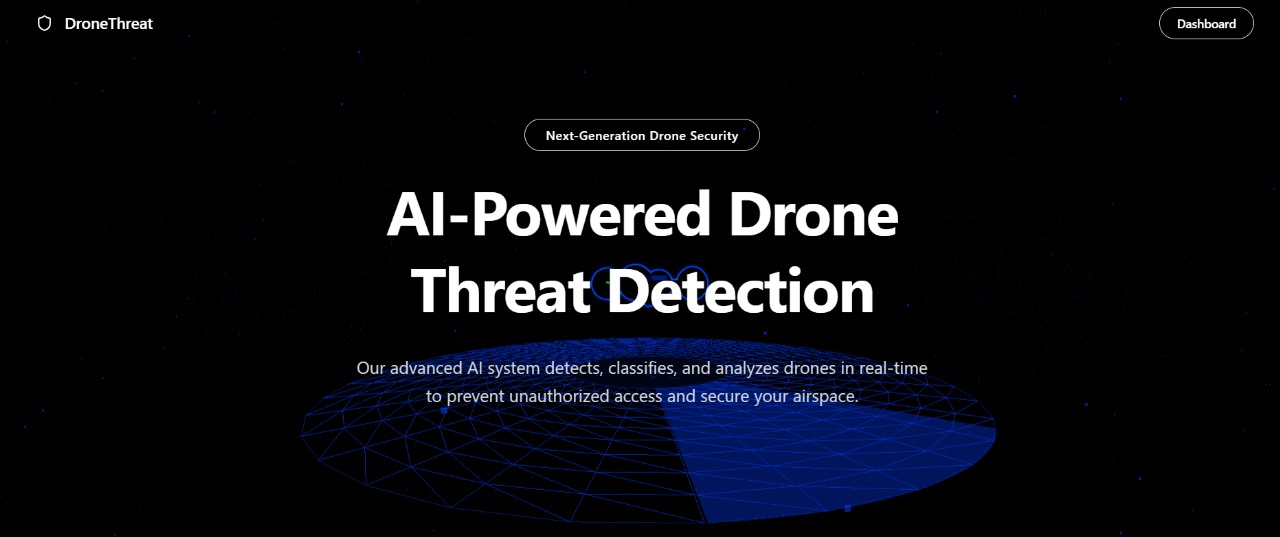 DroneThreat
Dashboard
Next-Generation Drone Security
AI-Powered Drone
Threat Detection
Our advanced AI system detects, classifies, and analyzes drones in real-time
to prevent unauthorized access and secure your airspace.